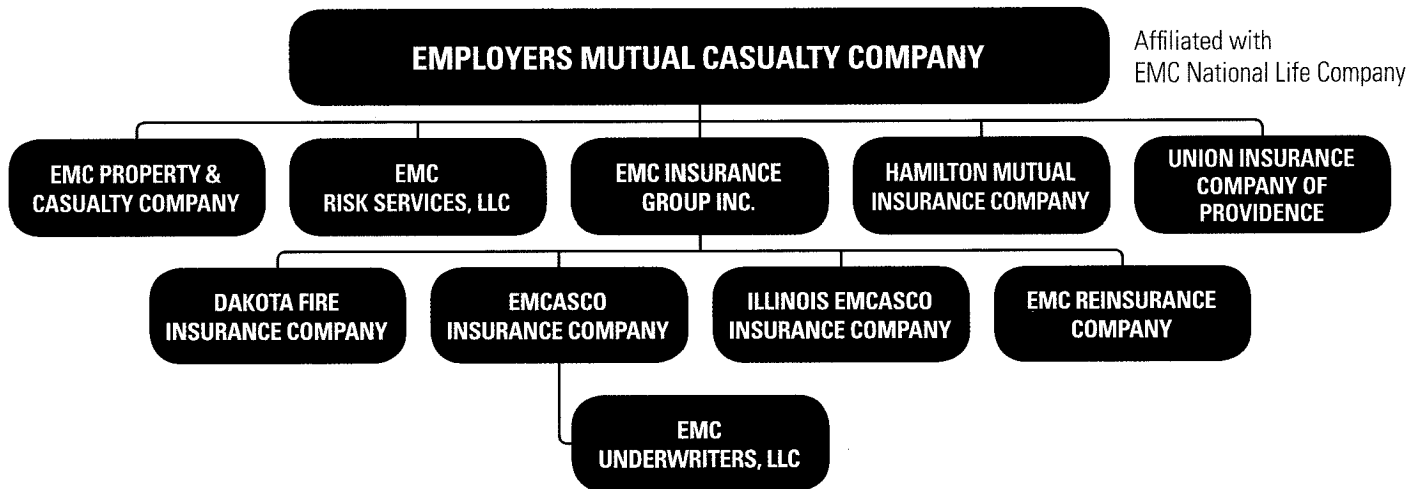 EMPLOYERS MUTUAL CASUALTY COMPANY
Affiliated with
EMC National Life Company
EMC PROPERTY &
CASUALTY COMPANY
EMC
RISK SERVICES, LLC
EMC INSURANCE
GROUP INC.
HAMILTON MUTUAL
INSURANCE COMPANY
UNION INSURANCE
COMPANY OF
PROVIDENCE
DAKOTA FIRE
INSURANCE COMPANY
EMCASCO
INSURANCE COMPANY
ILLINOIS EMCASCO
INSURANCE COMPANY
EMC REINSURANCE
COMPANY
EMC
UNDERWRITERS, LLC